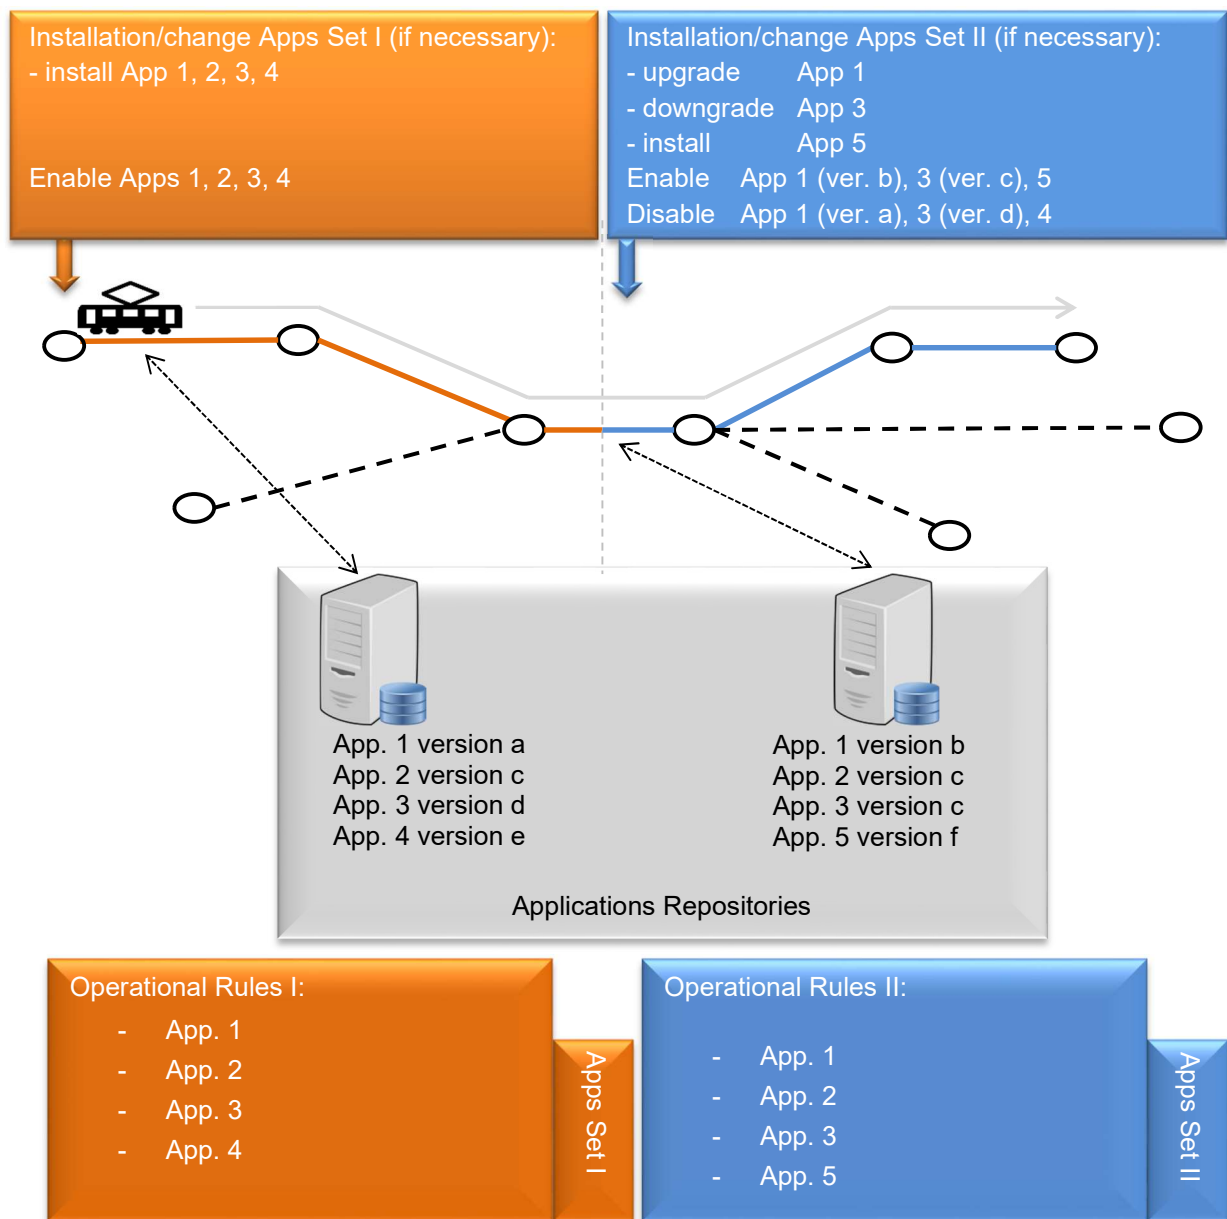 Installation/change Apps Set I (if necessary):
- install App 1, 2, 3, 4
Enable Apps 1, 2, 3, 4
Installation/change Apps Set II (if necessary):
- upgrade App 1
- downgrade App 3
- install App 5
Enable App 1 (ver. b), 3 (ver. c), 5
Disable App 1 (ver. a), 3 (ver. d), 4
App. 1 version a
App. 2 version c
App. 3 version d
App. 4 version e
App. 1 version b
App. 2 version c
App. 3 version c
App. 5 version f
Applications Repositories
Operational Rules I:
- App. 1
- App. 2
- App. 3
- App. 4
Apps Set I
Operational Rules II:
- App. 1
- App. 2
- App. 3
- App. 5
Apps Set II